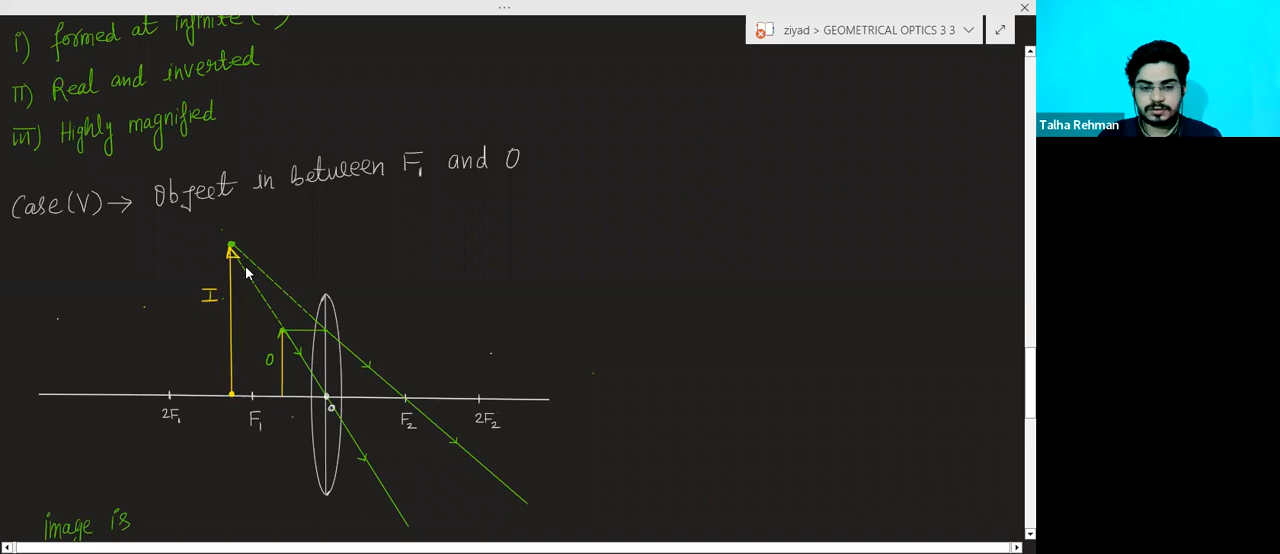 ziyad > GEOMETRICAL OPTICS 3 3
i) formed at infinite
II) Real and inverted
III) Highly magnified
Talha Rehman
Case(V)→ Object in between F₁ and O
I
O
O
2F₁
F₁
F₂
2F₂
image is